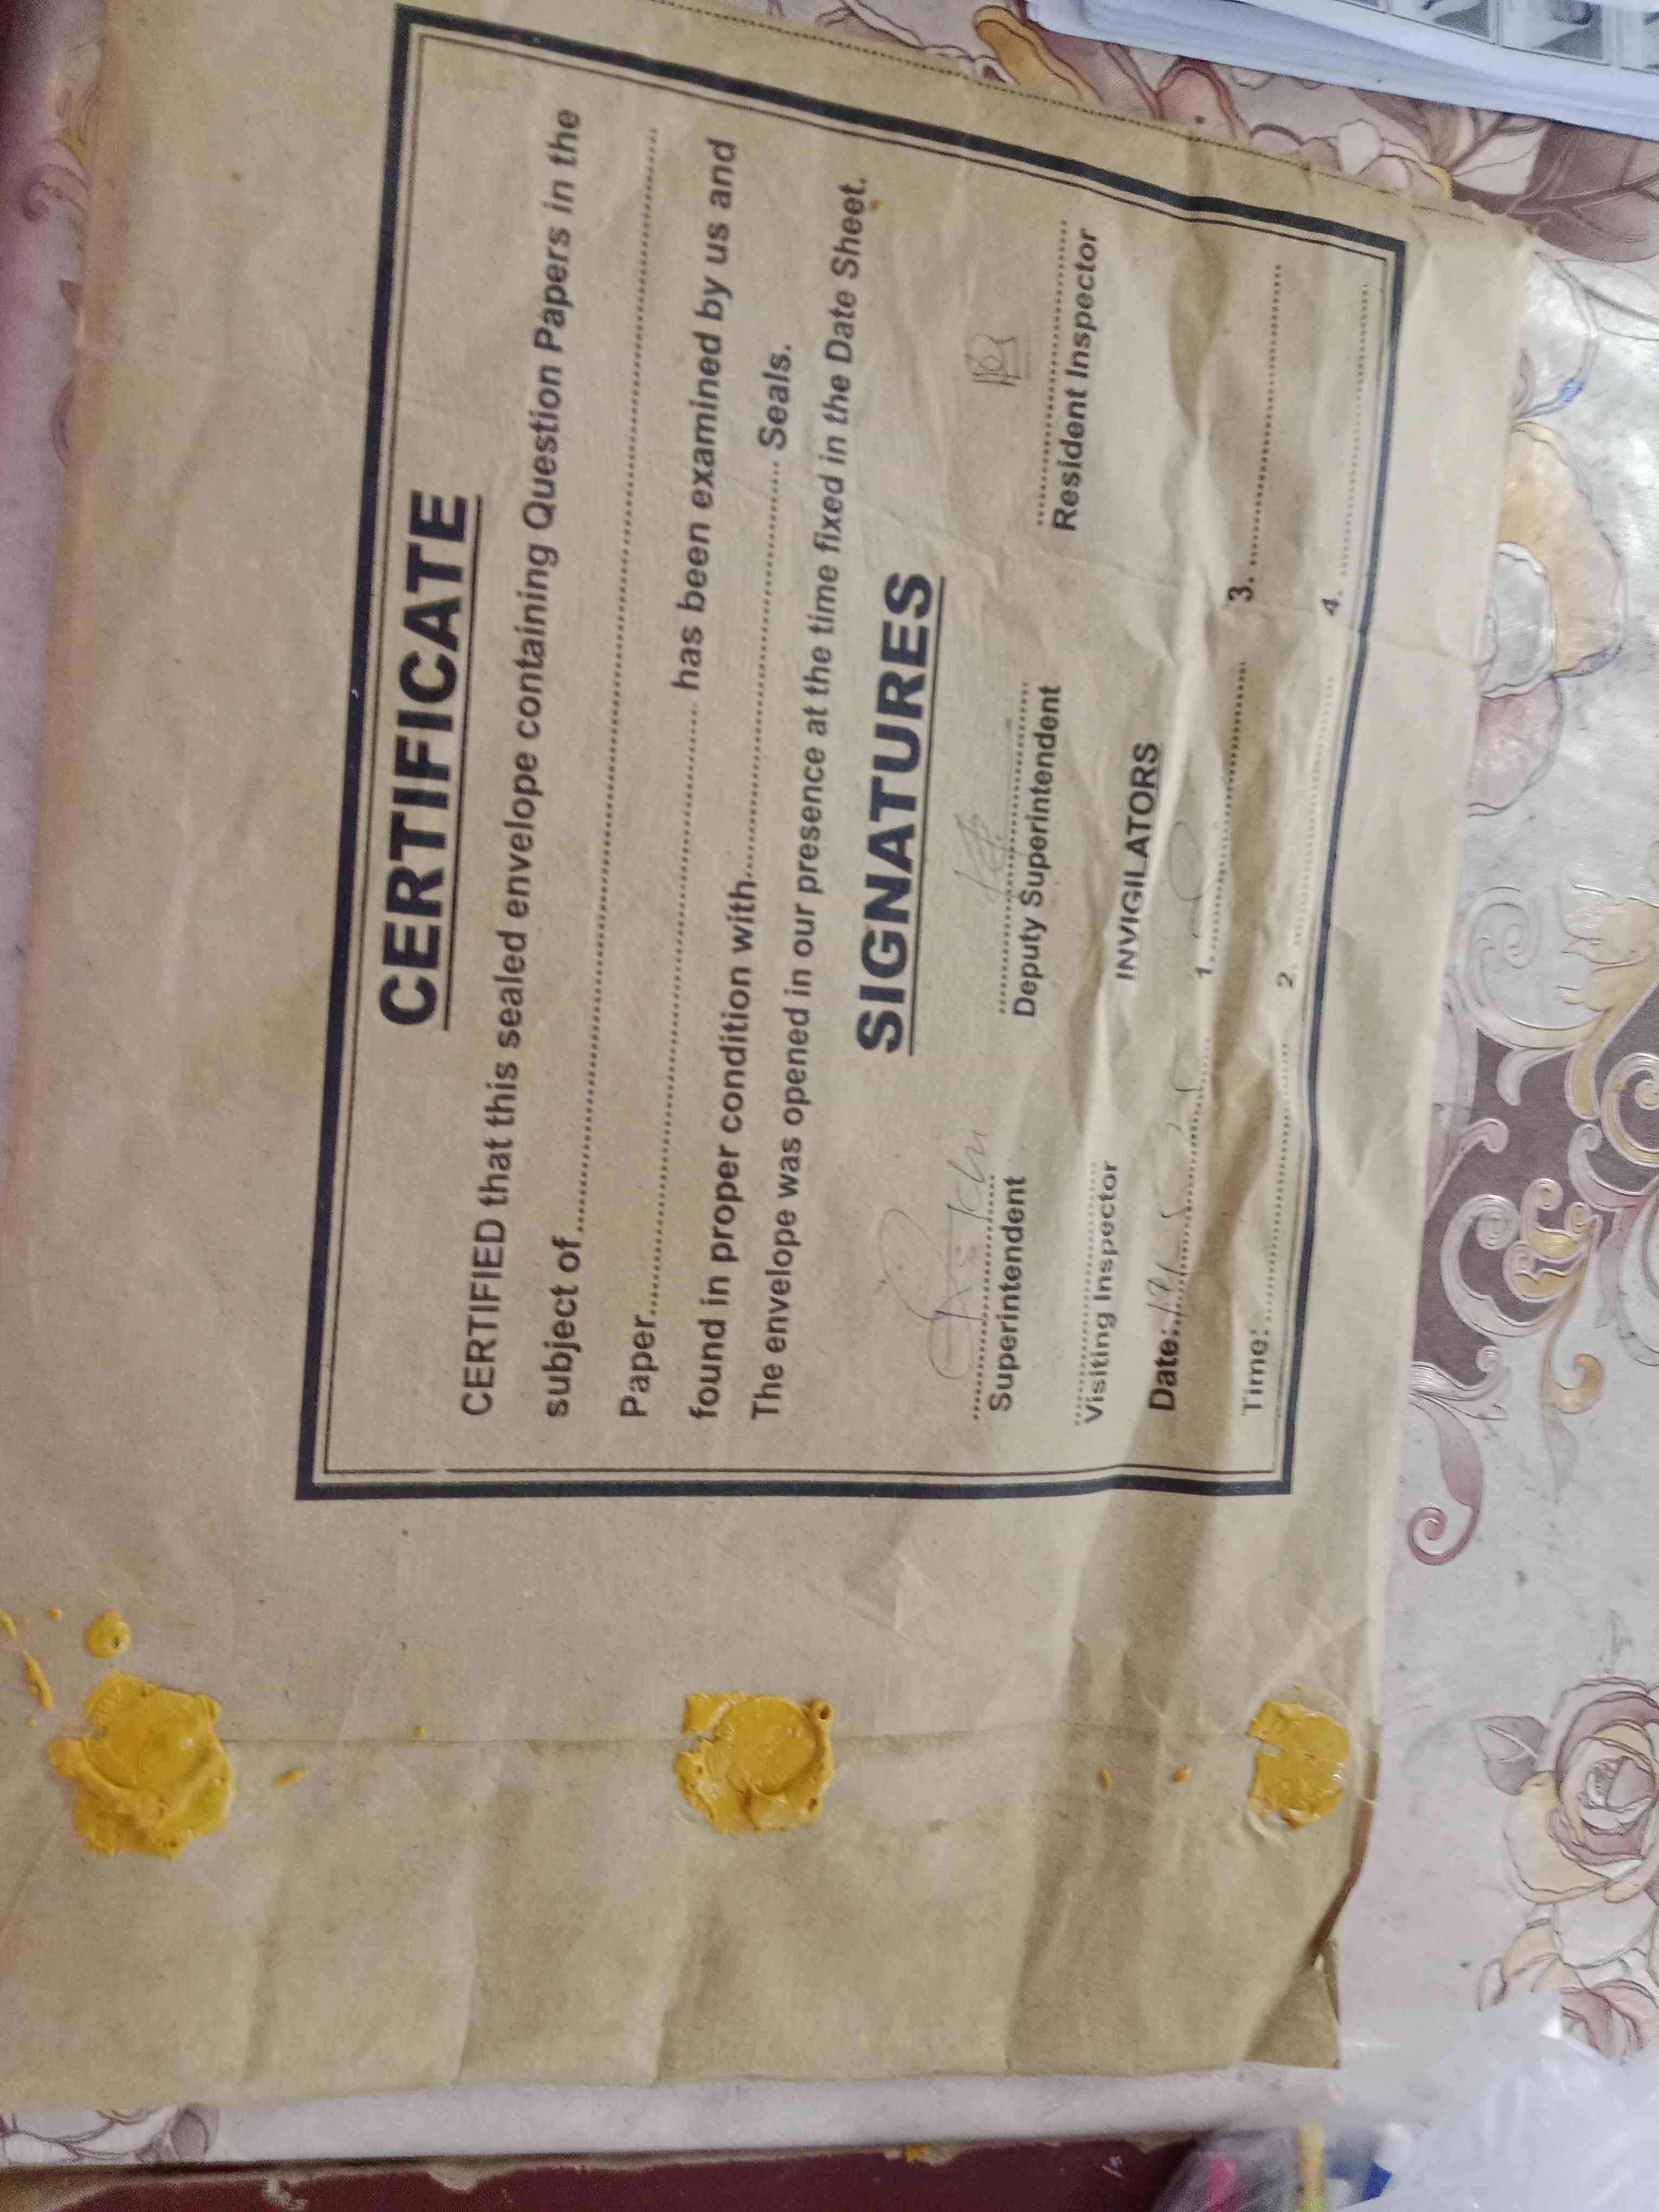 CERTIFICATE
CERTIFIED that this sealed envelope containing Question Papers in the
subject of
Paper has been examined by us and
found in proper condition with Seals.
The envelope was opened in our presence at the time fixed in the Date Sheet.
SIGNATURES
Superintendent Deputy Superintendent Resident Inspector
Visiting Inspector
INVIGILATORS
Date: 1. 3.
Time: 2. 4.